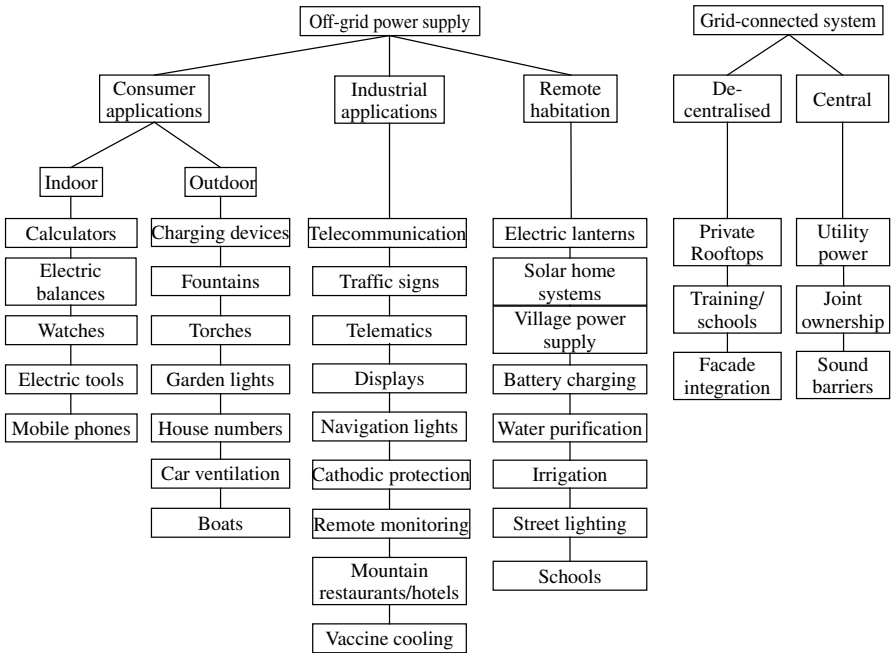 Off-grid power supply
Grid-connected system
Consumer
applications
Industrial
applications
Remote
habitation
De-
centralised
Central
Indoor
Outdoor
Calculators
Electric
balances
Watches
Electric tools
Mobile phones
Charging devices
Fountains
Torches
Garden lights
House numbers
Car ventilation
Boats
Telecommunication
Traffic signs
Telematics
Displays
Navigation lights
Cathodic protection
Remote monitoring
Mountain
restaurants/hotels
Vaccine cooling
Electric lanterns
Solar home
systems
Village power
supply
Battery charging
Water purification
Irrigation
Street lighting
Schools
Private
Rooftops
Training/
schools
Facade
integration
Utility
power
Joint
ownership
Sound
barriers